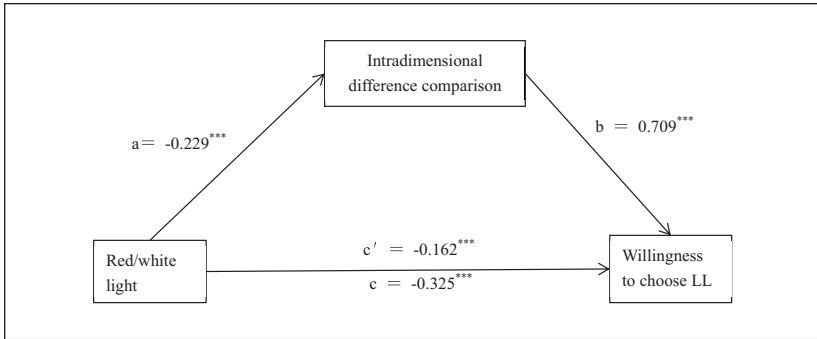 Intradimensional
difference comparison
a＝ -0.229***
b ＝ 0.709***
Red/white
light
c′ ＝ -0.162***
c ＝ -0.325***
Willingness
to choose LL